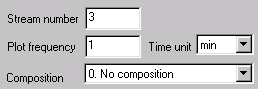 Stream number 3
Plot frequency 1 Time unit min
Composition 0. No composition